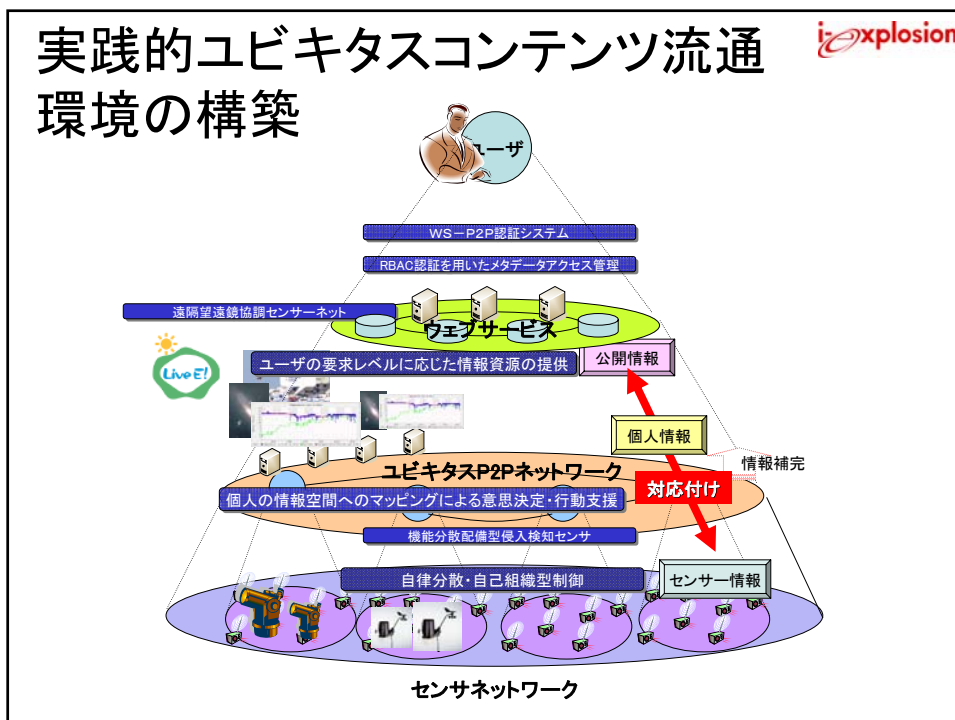 実践的ユビキタスコンテンツ流通
環境の構築
i-explosion
ユーザ
WS－P2P認証システム
RBAC認証を用いたメタデータアクセス管理
遠隔望遠鏡協調センサーネット
ウェブサービス
Live E!
ユーザの要求レベルに応じた情報資源の提供
公開情報
個人情報
情報補完
ユビキタスP2Pネットワーク
対応付け
個人の情報空間へのマッピングによる意思決定・行動支援
機能分散配備型侵入検知センサ
自律分散・自己組織型制御
センサー情報
センサネットワーク